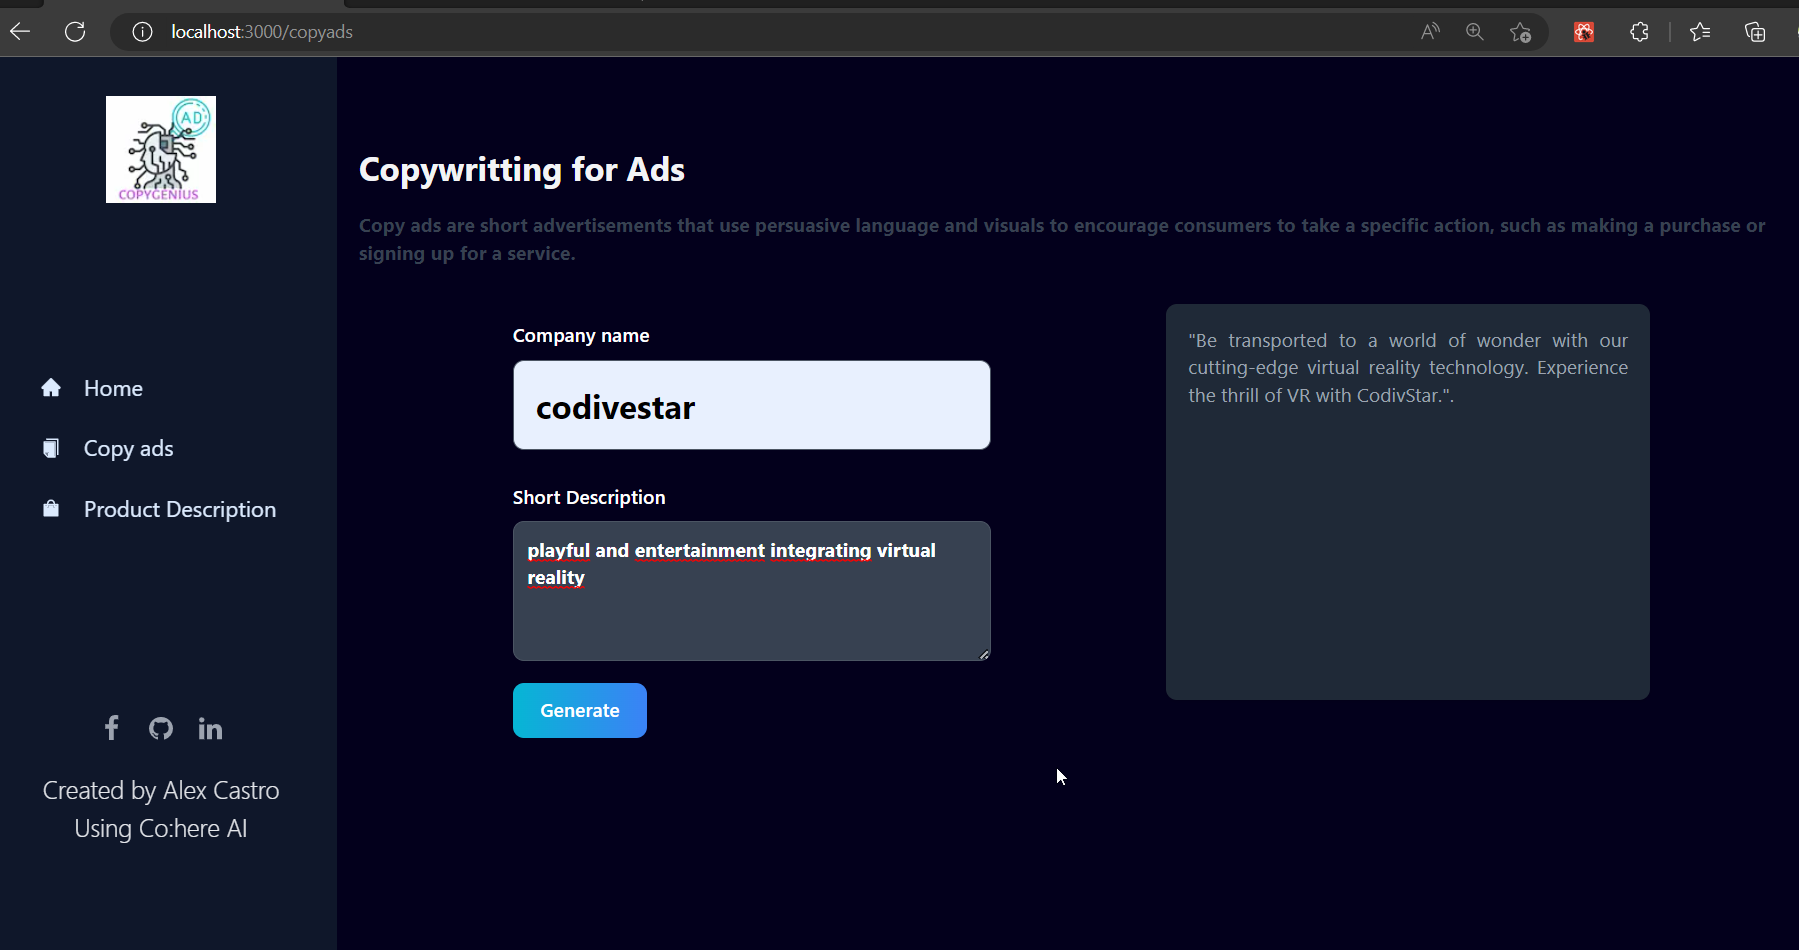 localhost:3000/copyads
AD
COPYGENIUS
Home
Copy ads
Product Description
Created by Alex Castro
Using Co:here AI
Copywritting for Ads
Copy ads are short advertisements that use persuasive language and visuals to encourage consumers to take a specific action, such as making a purchase or
signing up for a service.
Company name
codivestar
Short Description
playful and entertainment integrating virtual
reality
Generate
"Be transported to a world of wonder with our
cutting-edge virtual reality technology. Experience
the thrill of VR with CodivStar.".